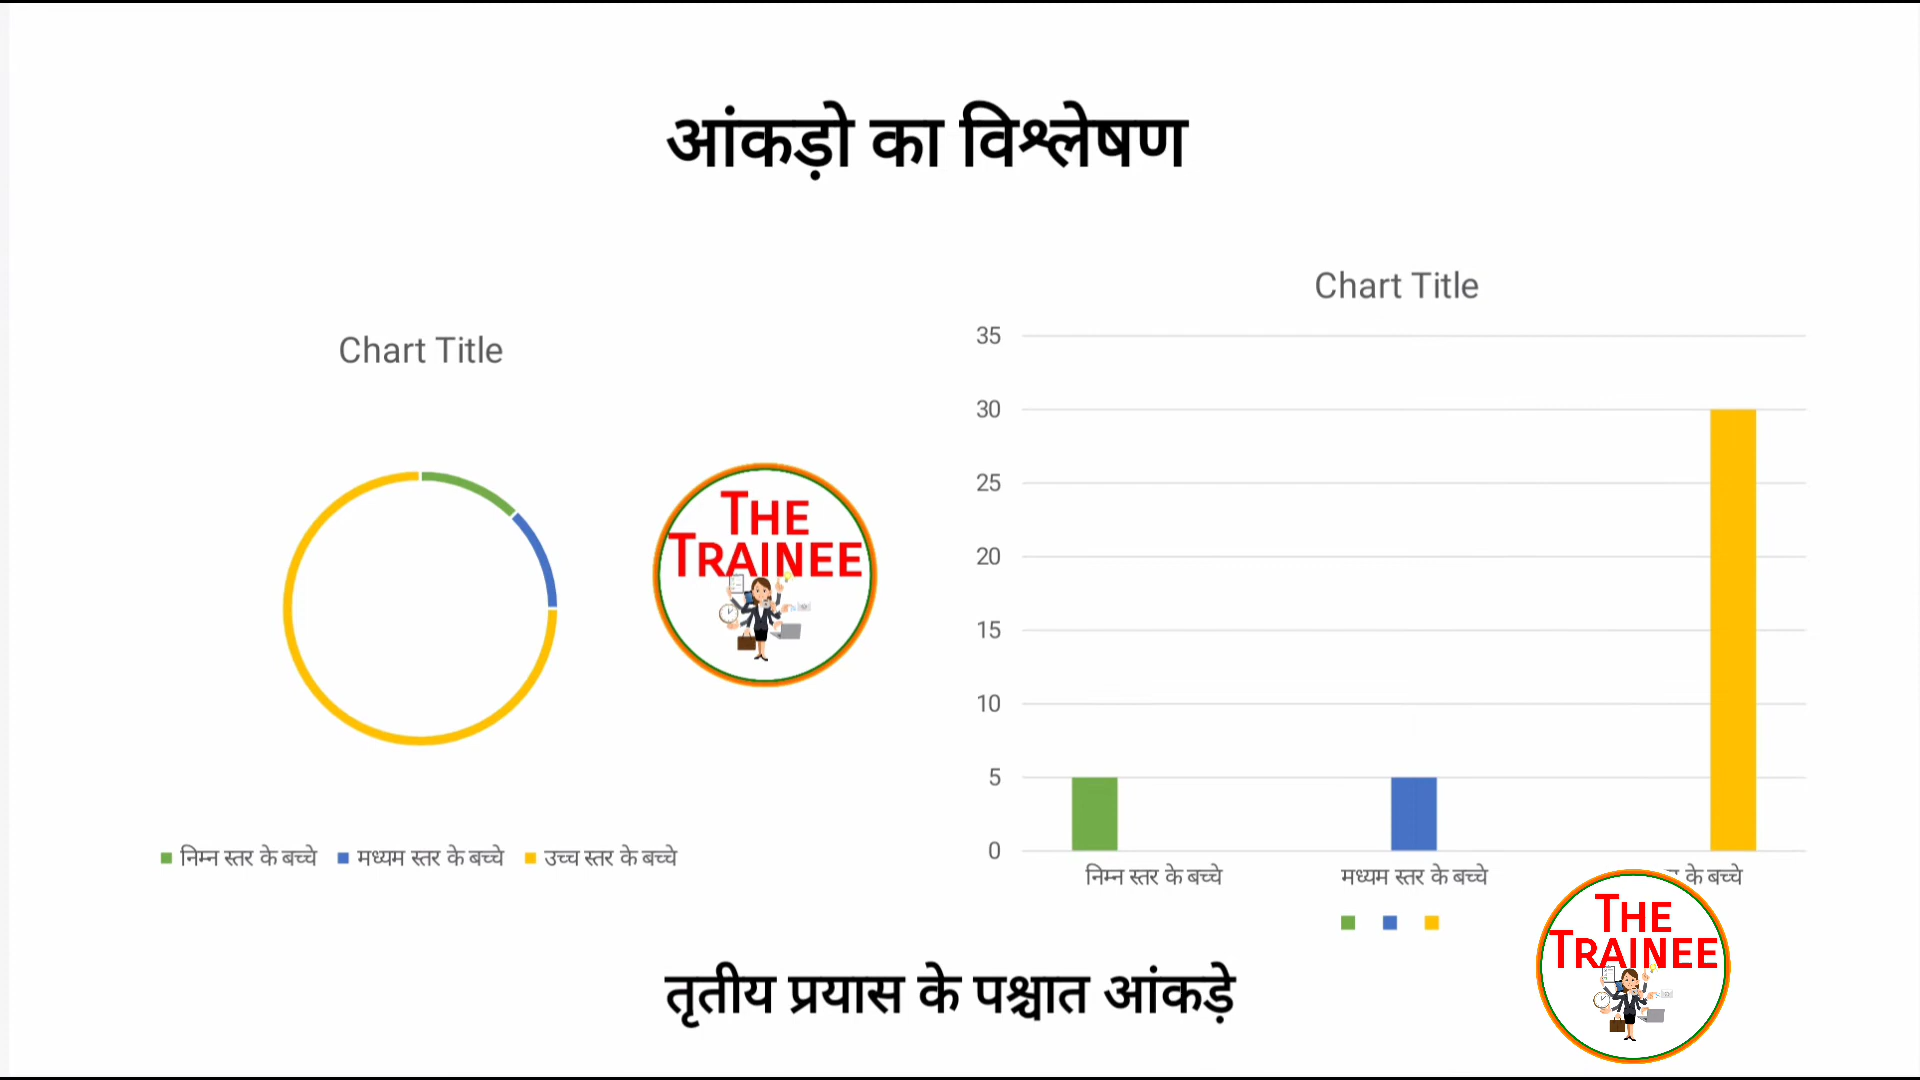 आंकड़ो का विश्लेषण
Chart Title
निम्न स्तर के बच्चे मध्यम स्तर के बच्चे उच्च स्तर के बच्चे
THE
TRAINEE
Chart Title
35
30
25
20
15
10
5
0
निम्न स्तर के बच्चे मध्यम स्तर के बच्चे के बच्चे
तृतीय प्रयास के पश्चात आंकड़े
THE
TRAINEE